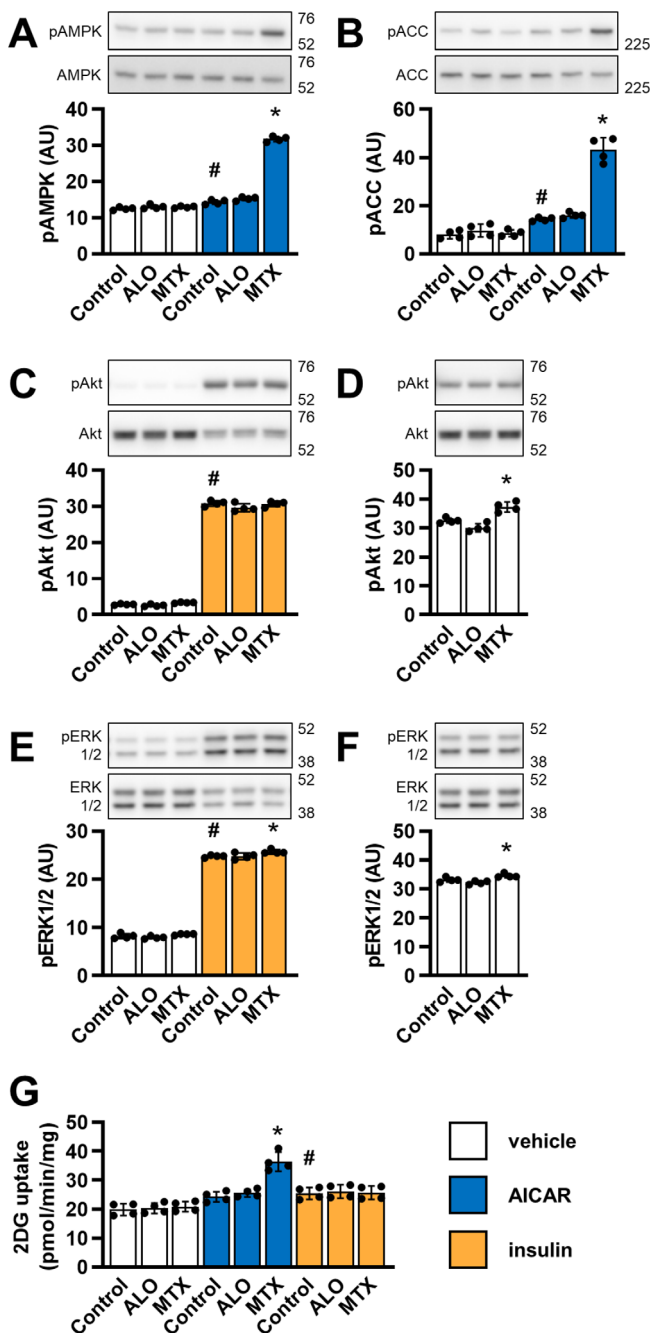 A
pAMPK
76
52
AMPK
76
52
pAMPK (AU)
40
30
20
10
0
#
*
Control
ALO
MTX
Control
ALO
MTX
B
pACC
225
ACC
225
pACC (AU)
60
40
20
0
#
*
Control
ALO
MTX
Control
ALO
MTX
C
pAkt
76
52
Akt
76
52
pAkt (AU)
40
30
20
10
0
#
Control
ALO
MTX
Control
ALO
MTX
D
pAkt
76
52
Akt
76
52
pAkt (AU)
50
40
30
20
10
0
*
Control
ALO
MTX
E
pERK
1/2
52
38
ERK
1/2
52
38
pERK1/2 (AU)
30
20
10
0
#
*
Control
ALO
MTX
Control
ALO
MTX
F
pERK
1/2
52
38
ERK
1/2
52
38
pERK1/2 (AU)
50
40
30
20
10
0
*
Control
ALO
MTX
G
2DG uptake
(pmol/min/mg)
50
40
30
20
10
0
*
#
Control
ALO
MTX
Control
ALO
MTX
Control
ALO
MTX
vehicle
AICAR
insulin